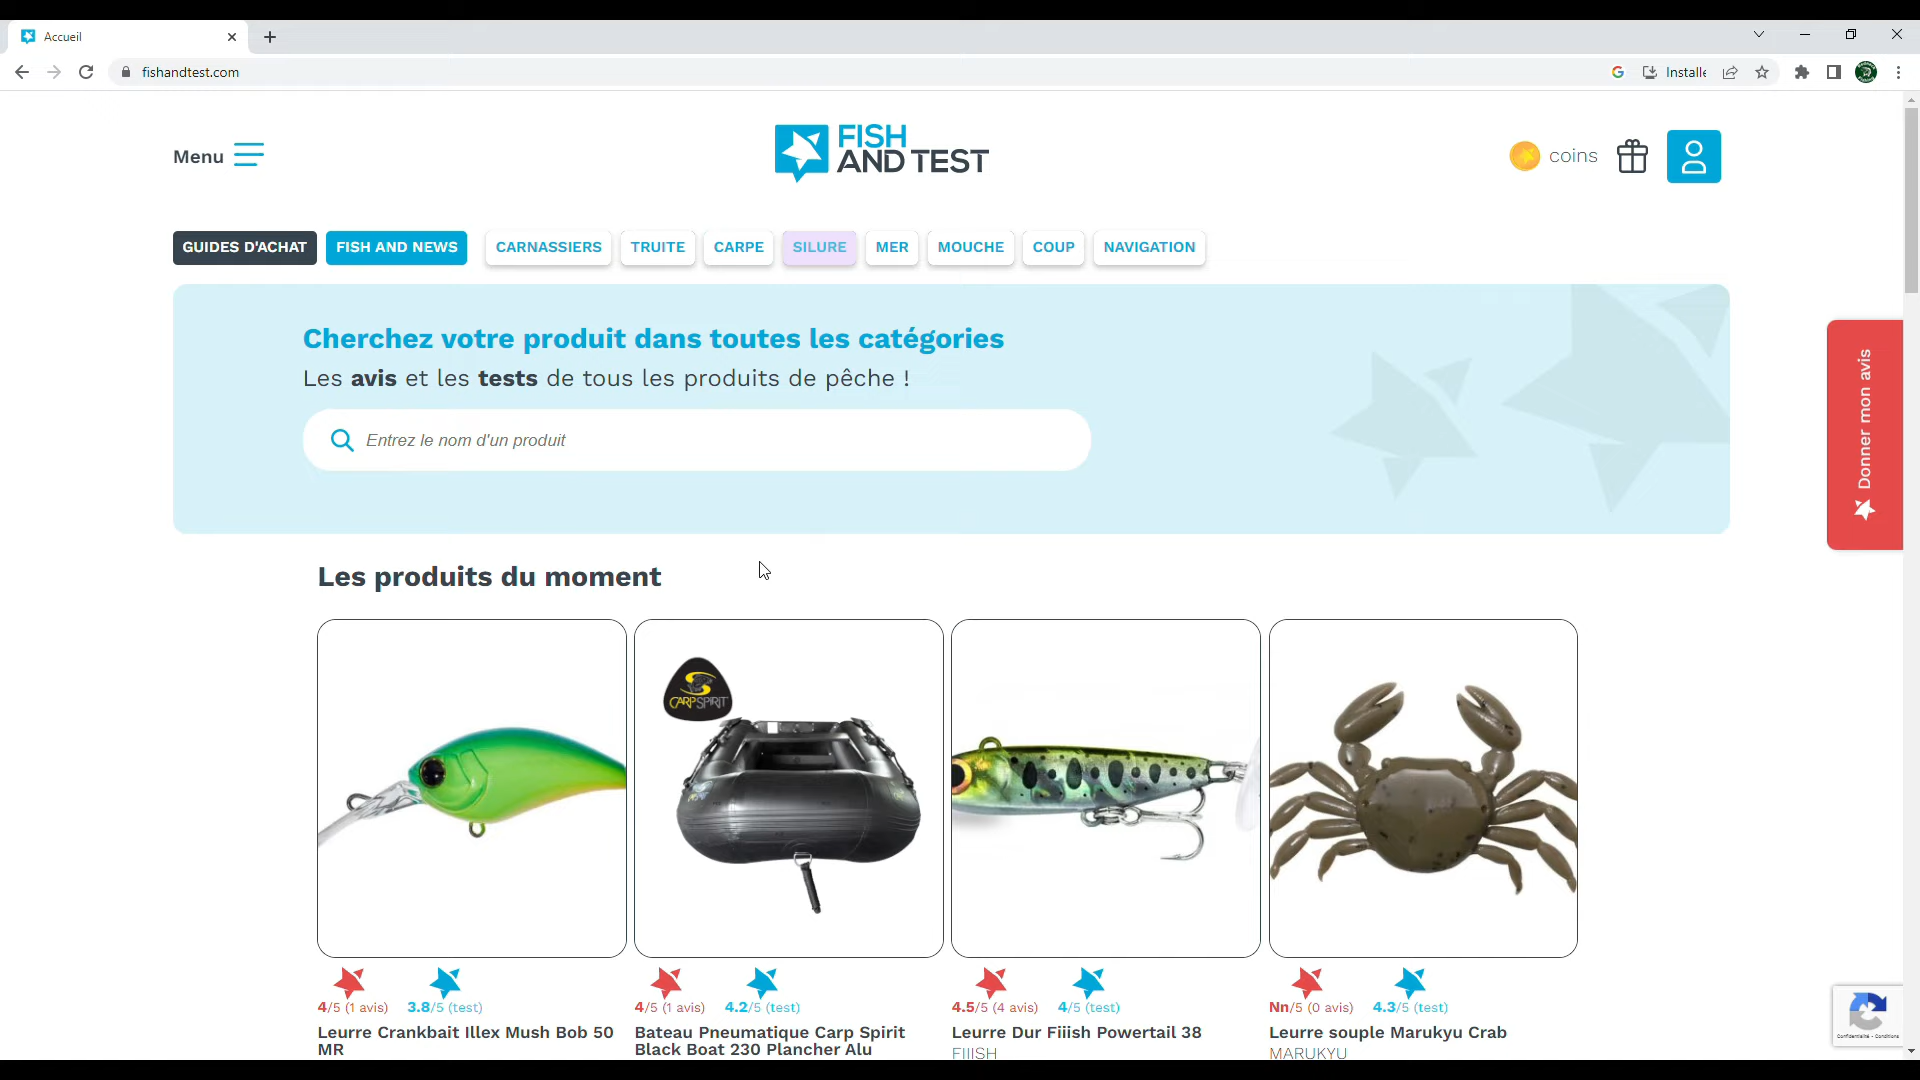 Accueil
fishandtest.com
Installe
Menu
FISH
AND TEST
coins
GUIDES D'ACHAT
FISH AND NEWS
CARNASSIERS
TRUITE
CARPE
SILURE
MER
MOUCHE
COUP
NAVIGATION
Cherchez votre produit dans toutes les catégories
Les avis et les tests de tous les produits de pêche !
Entrez le nom d'un produit
Donner mon avis
Les produits du moment
CARP SPIRIT
4/5 (1 avis) 3.8/5 (test)
Leurre Crankbait Illex Mush Bob 50
MR
4/5 (1 avis) 4.2/5 (test)
Bateau Pneumatique Carp Spirit
Black Boat 230 Plancher Alu
4.5/5 (4 avis) 4/5 (test)
Leurre Dur Fiiish Powertail 38
FIIISH
Nn/5 (0 avis) 4.3/5 (test)
Leurre souple Marukyu Crab
MARUKYU
Confidentialité - Conditions